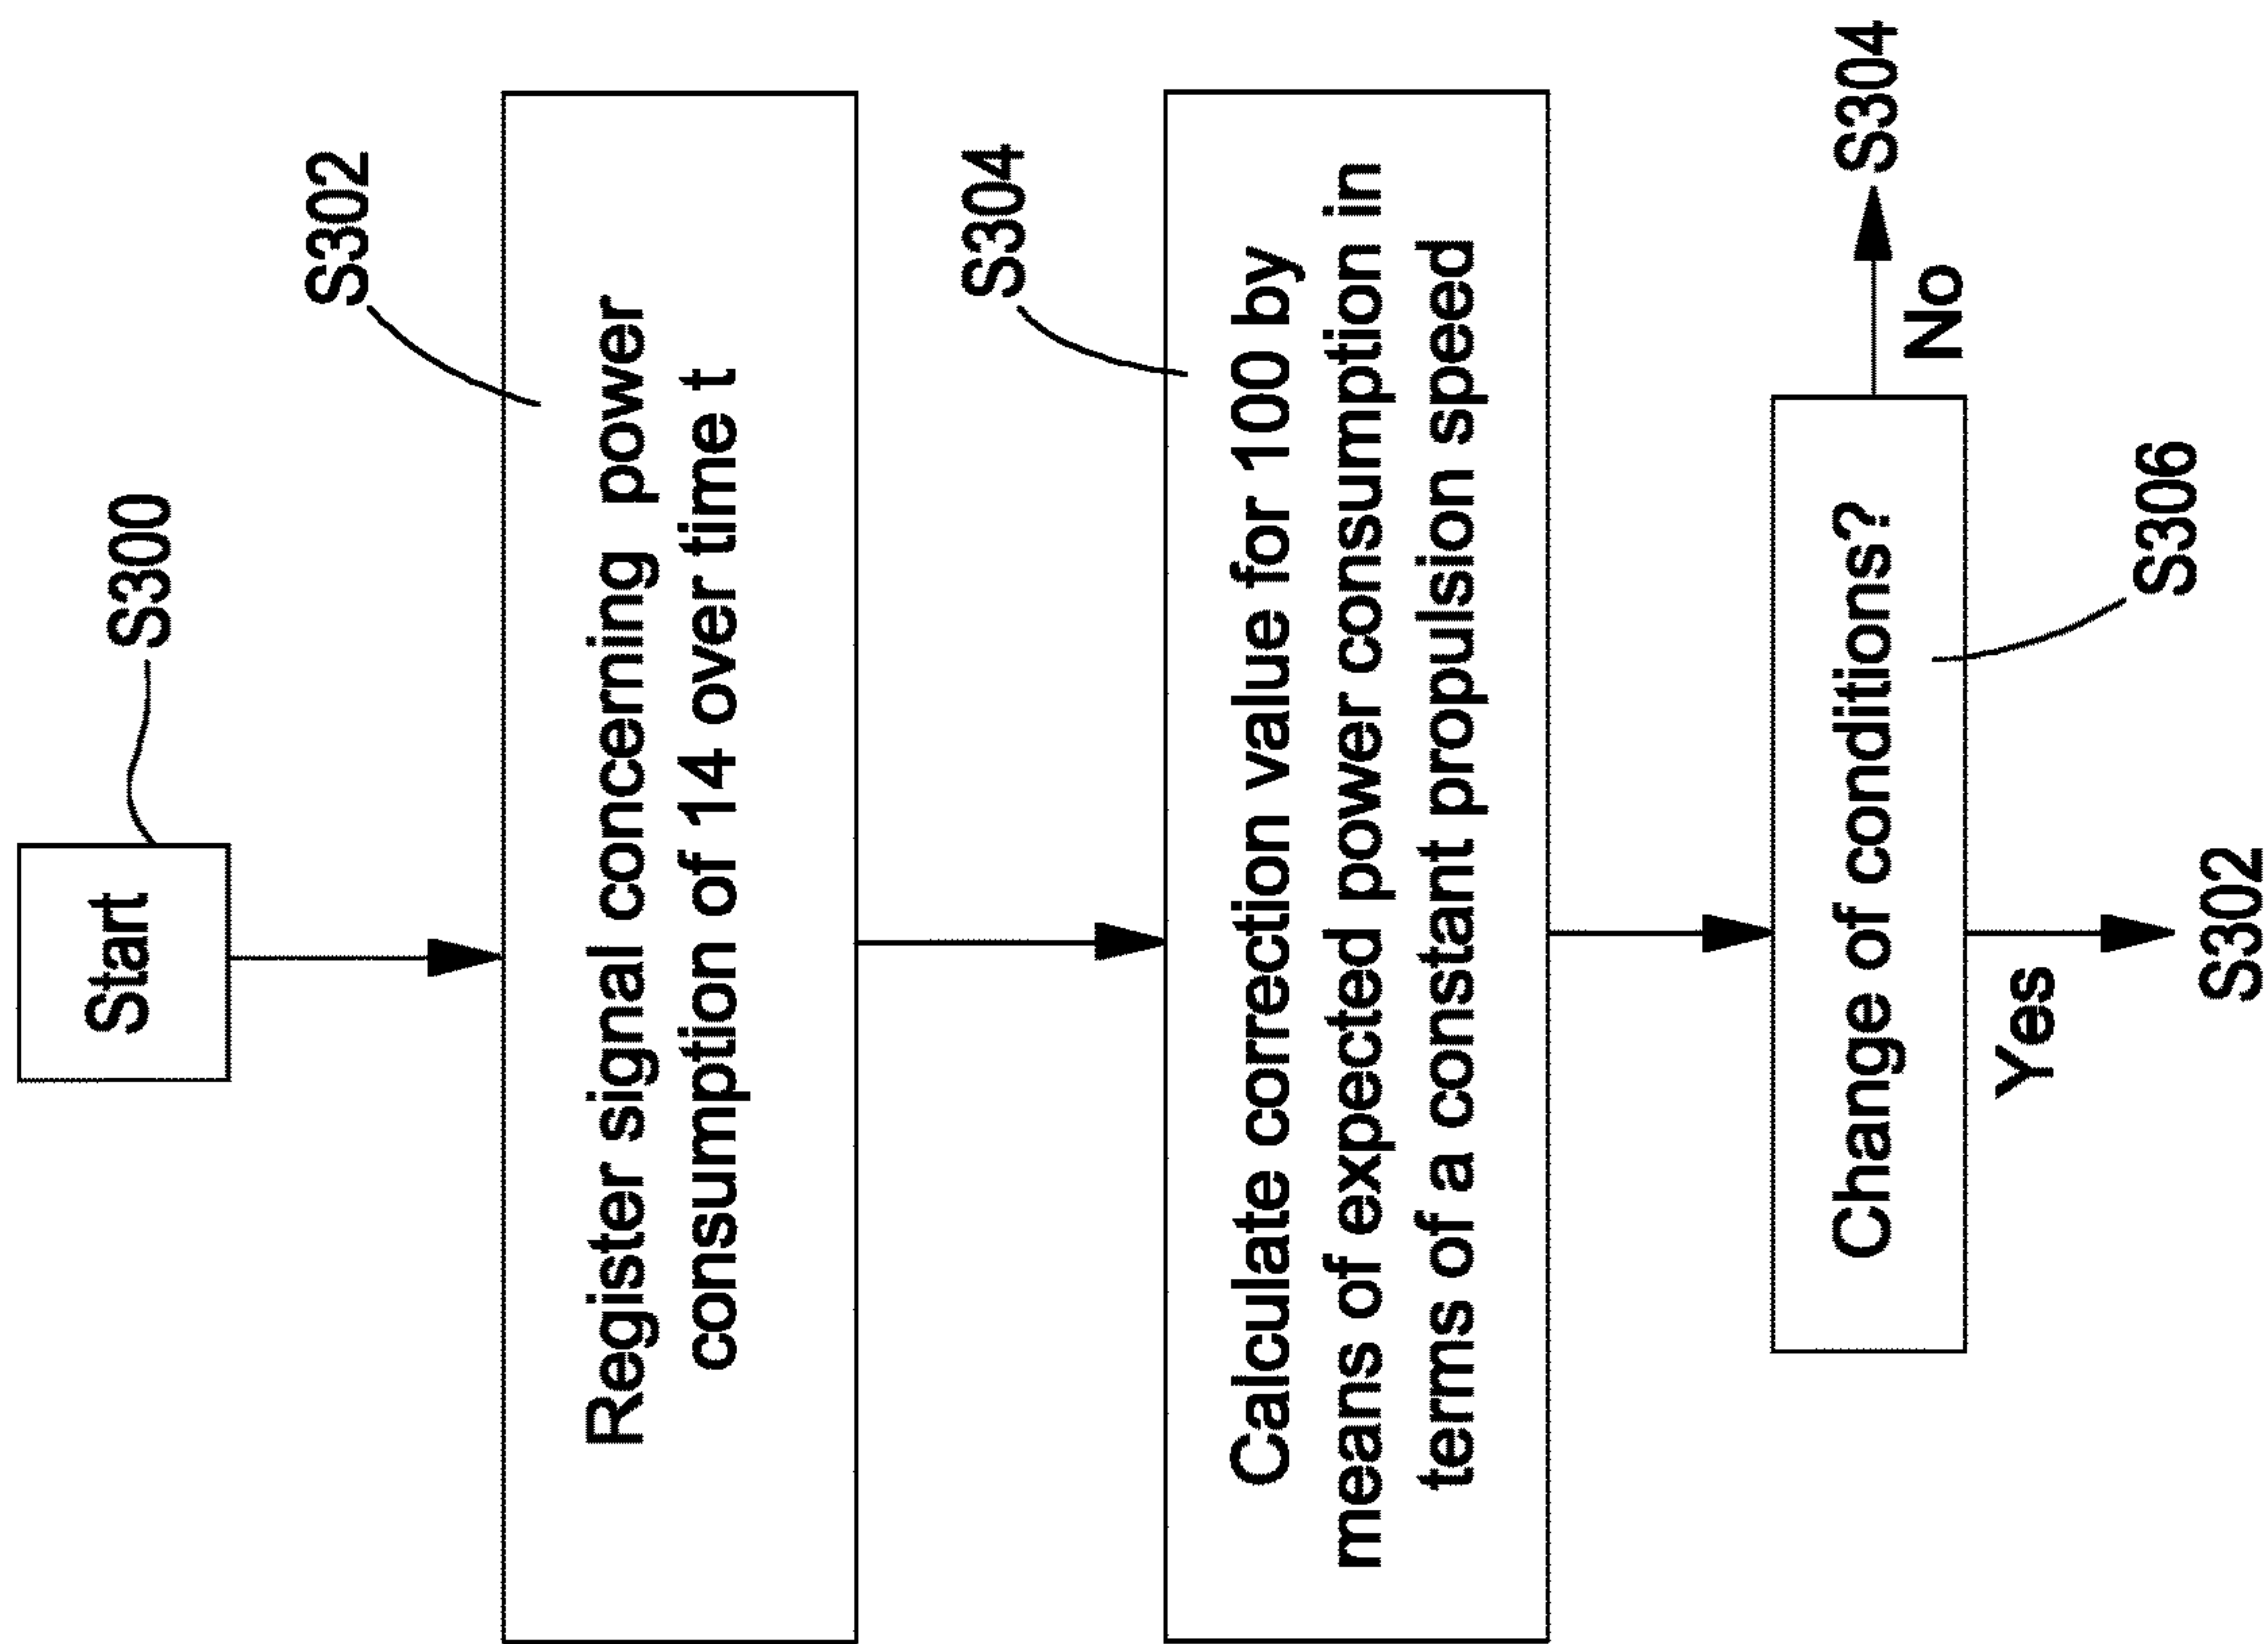 Start
S300
Register signal concerning power
consumption of 14 over time t
S302
Calculate correction value for 100 by
means of expected power consumption in
terms of a constant propulsion speed
S304
Change of conditions?
S306
No
S304
Yes
S302